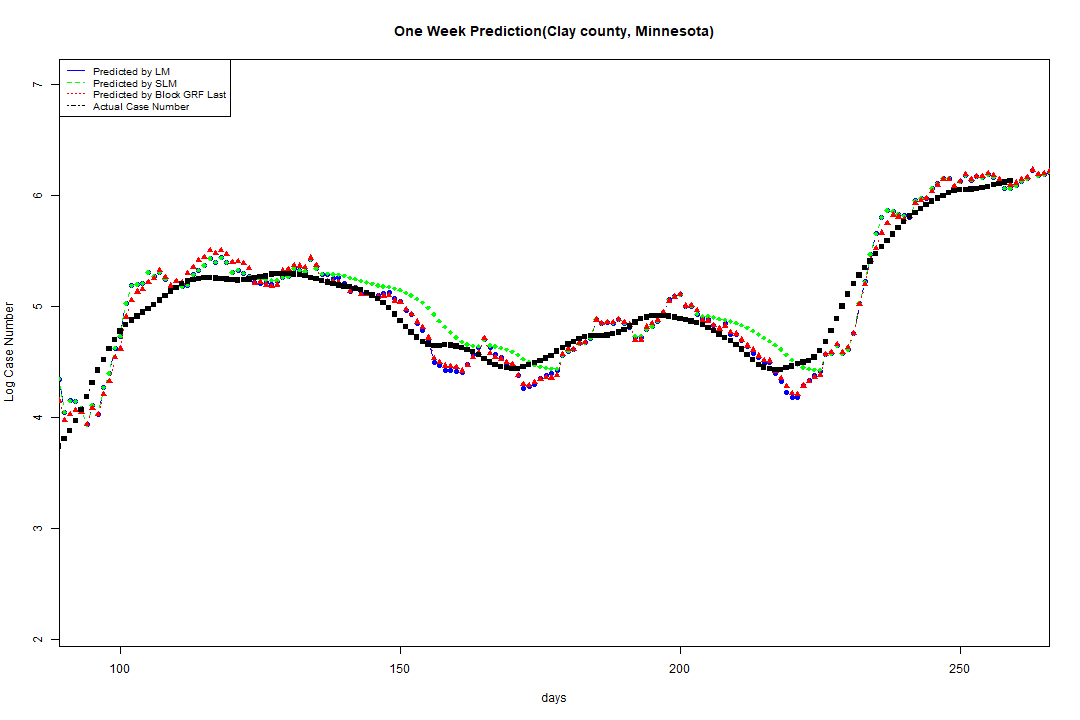 One Week Prediction(Clay county, Minnesota)
Predicted by LM
Predicted by SLM
Predicted by Block GRF Last
Actual Case Number
7
6
5
4
3
2
Log Case Number
100
150
200
250
days